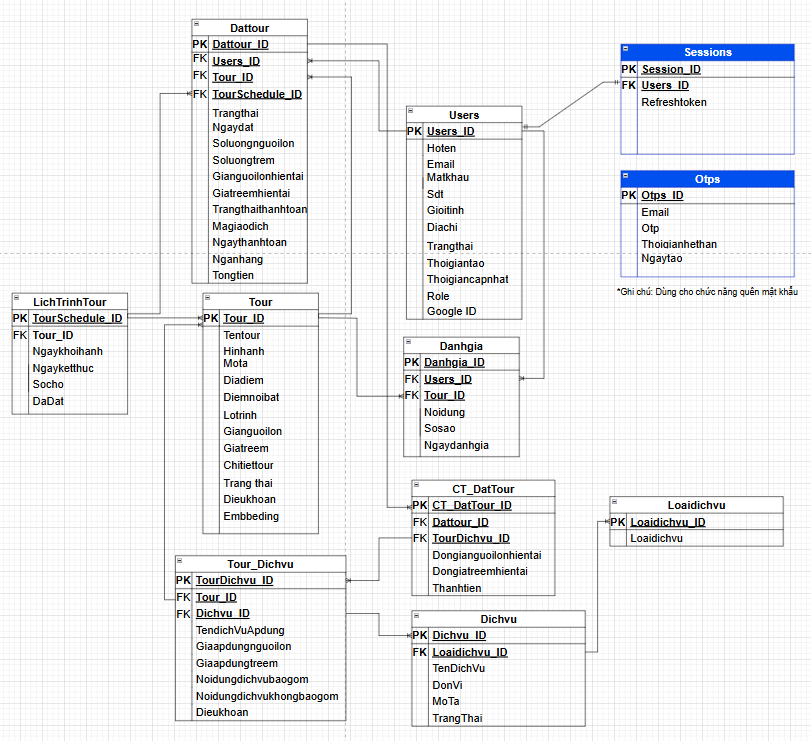 Dattour
PK Dattour_ID
FK Users_ID
FK Tour_ID
FK TourSchedule_ID
Trangthai
Ngaydat
Soluongnguoilon
Soluongtrem
Gianguoilonhientai
Giatreemhientai
Trangthaithanhtoan
Magiaodich
Ngaythanhtoan
Nganhang
Tongtien
Users
PK Users_ID
Hoten
Email
Matkhau
Sdt
Gioitinh
Diachi
Trangthai
Thoigiantao
Thoigiancapnhat
Role
Google ID
Sessions
PK Session_ID
FK Users_ID
Refreshtoken
Otps
PK Otps_ID
Email
Otp
Thoigianhethan
Ngaytao
*Ghi chú: Dùng cho chức năng quên mật khẩu
LichTrinhTour
PK TourSchedule_ID
FK Tour_ID
Ngaykhoihanh
Ngayketthuc
Socho
DaDat
Tour
PK Tour_ID
Tentour
Hinhanh
Mota
Diadiem
Diemnoibat
Lotrinh
Gianguoilon
Giatreem
Chitiettour
Trang thai
Dieukhoan
Embbeding
Danhgia
PK Danhgia_ID
FK Users_ID
FK Tour_ID
Noidung
Sosao
Ngaydanhgia
CT_DatTour
PK CT_DatTour_ID
FK Dattour_ID
FK TourDichvu_ID
Dongianguoilonhientai
Dongiatreemhientai
Thanhtien
Loaidichvu
PK Loaidichvu_ID
Loaidichvu
Tour_Dichvu
PK TourDichvu_ID
FK Tour_ID
FK Dichvu_ID
TendichVuApdung
Giaapdungnguoilon
Giaapdungtreem
Noidungdichvubaogom
Noidungdichvukhongbaogom
Dieukhoan
Dichvu
PK Dichvu_ID
FK Loaidichvu_ID
TenDichVu
DonVi
MoTa
TrangThai